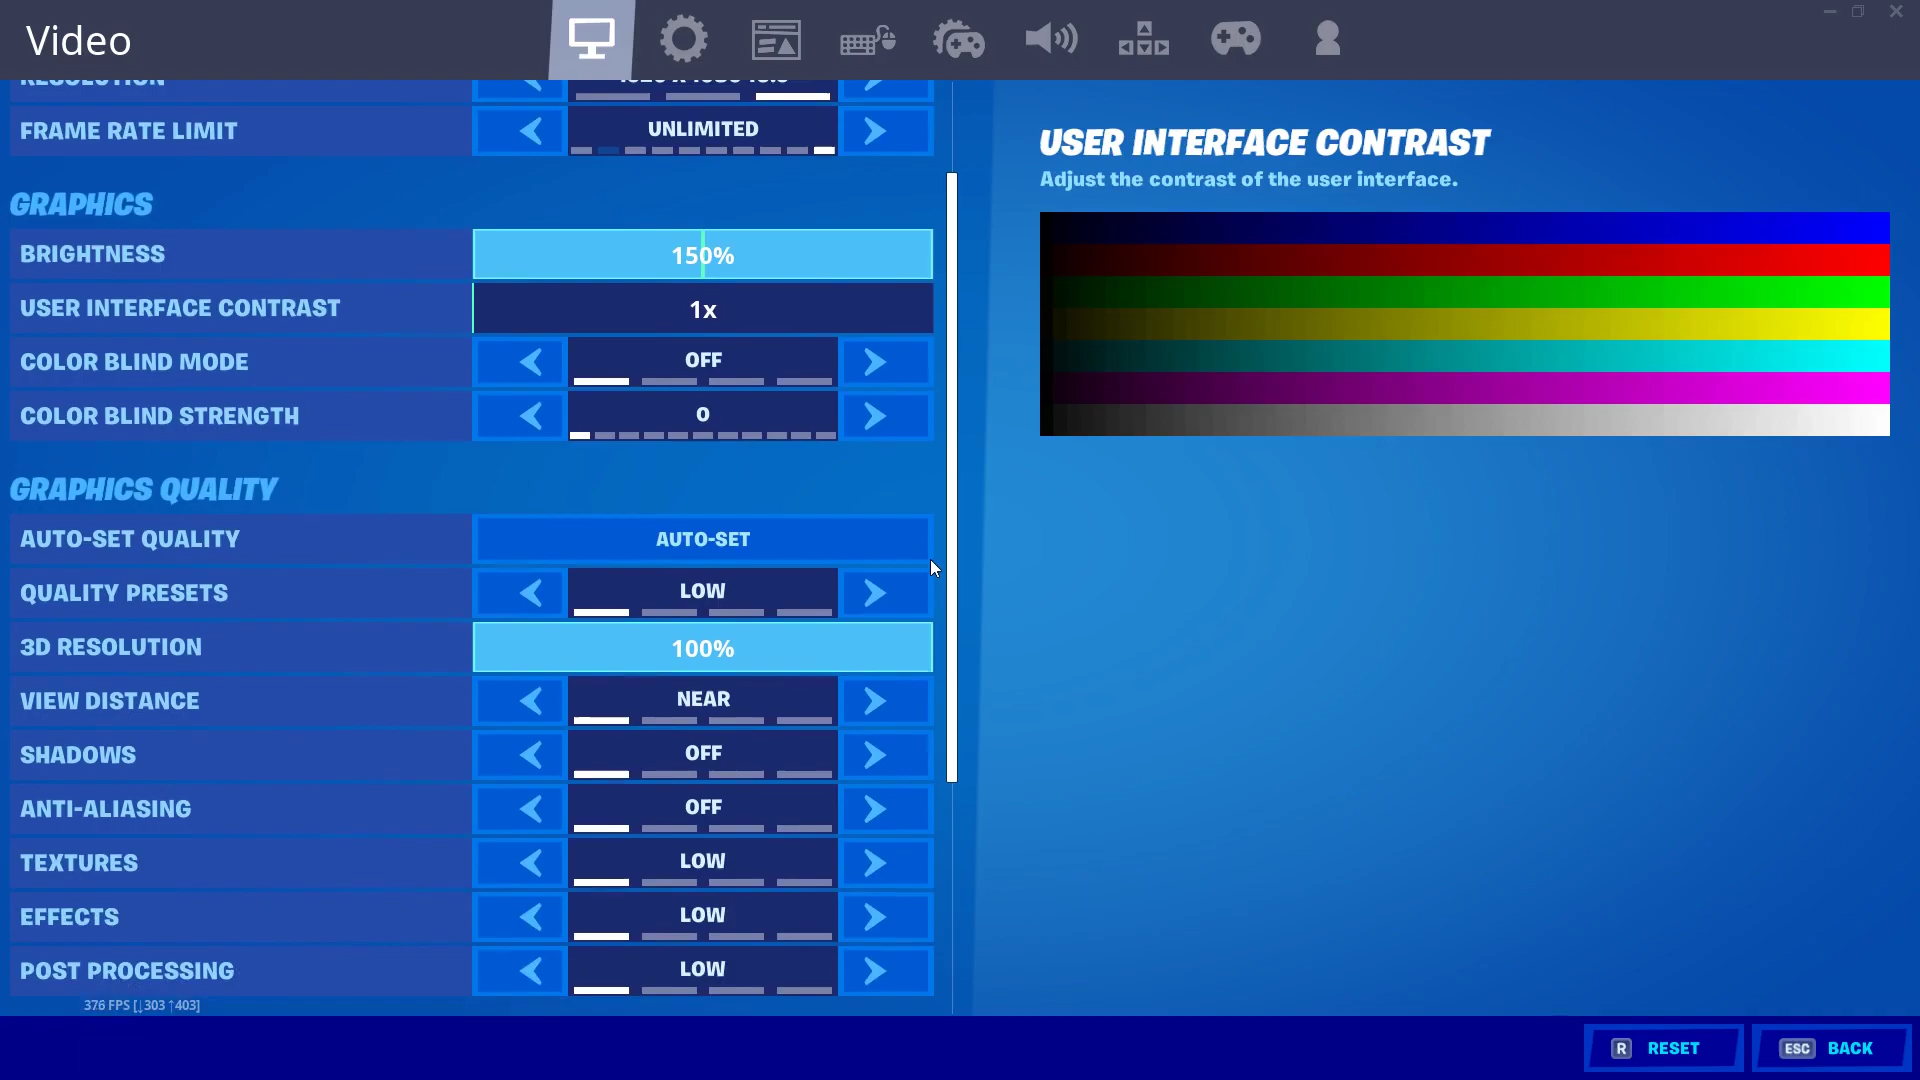 Video
RESOLUTION
FRAME RATE LIMIT
UNLIMITED
GRAPHICS
BRIGHTNESS
150%
USER INTERFACE CONTRAST
1x
COLOR BLIND MODE
OFF
COLOR BLIND STRENGTH
0
GRAPHICS QUALITY
AUTO-SET QUALITY
AUTO-SET
QUALITY PRESETS
LOW
3D RESOLUTION
100%
VIEW DISTANCE
NEAR
SHADOWS
OFF
ANTI-ALIASING
OFF
TEXTURES
LOW
EFFECTS
LOW
POST PROCESSING
LOW
376 FPS [↓303 ↑403]
USER INTERFACE CONTRAST
Adjust the contrast of the user interface.
R RESET
ESC BACK